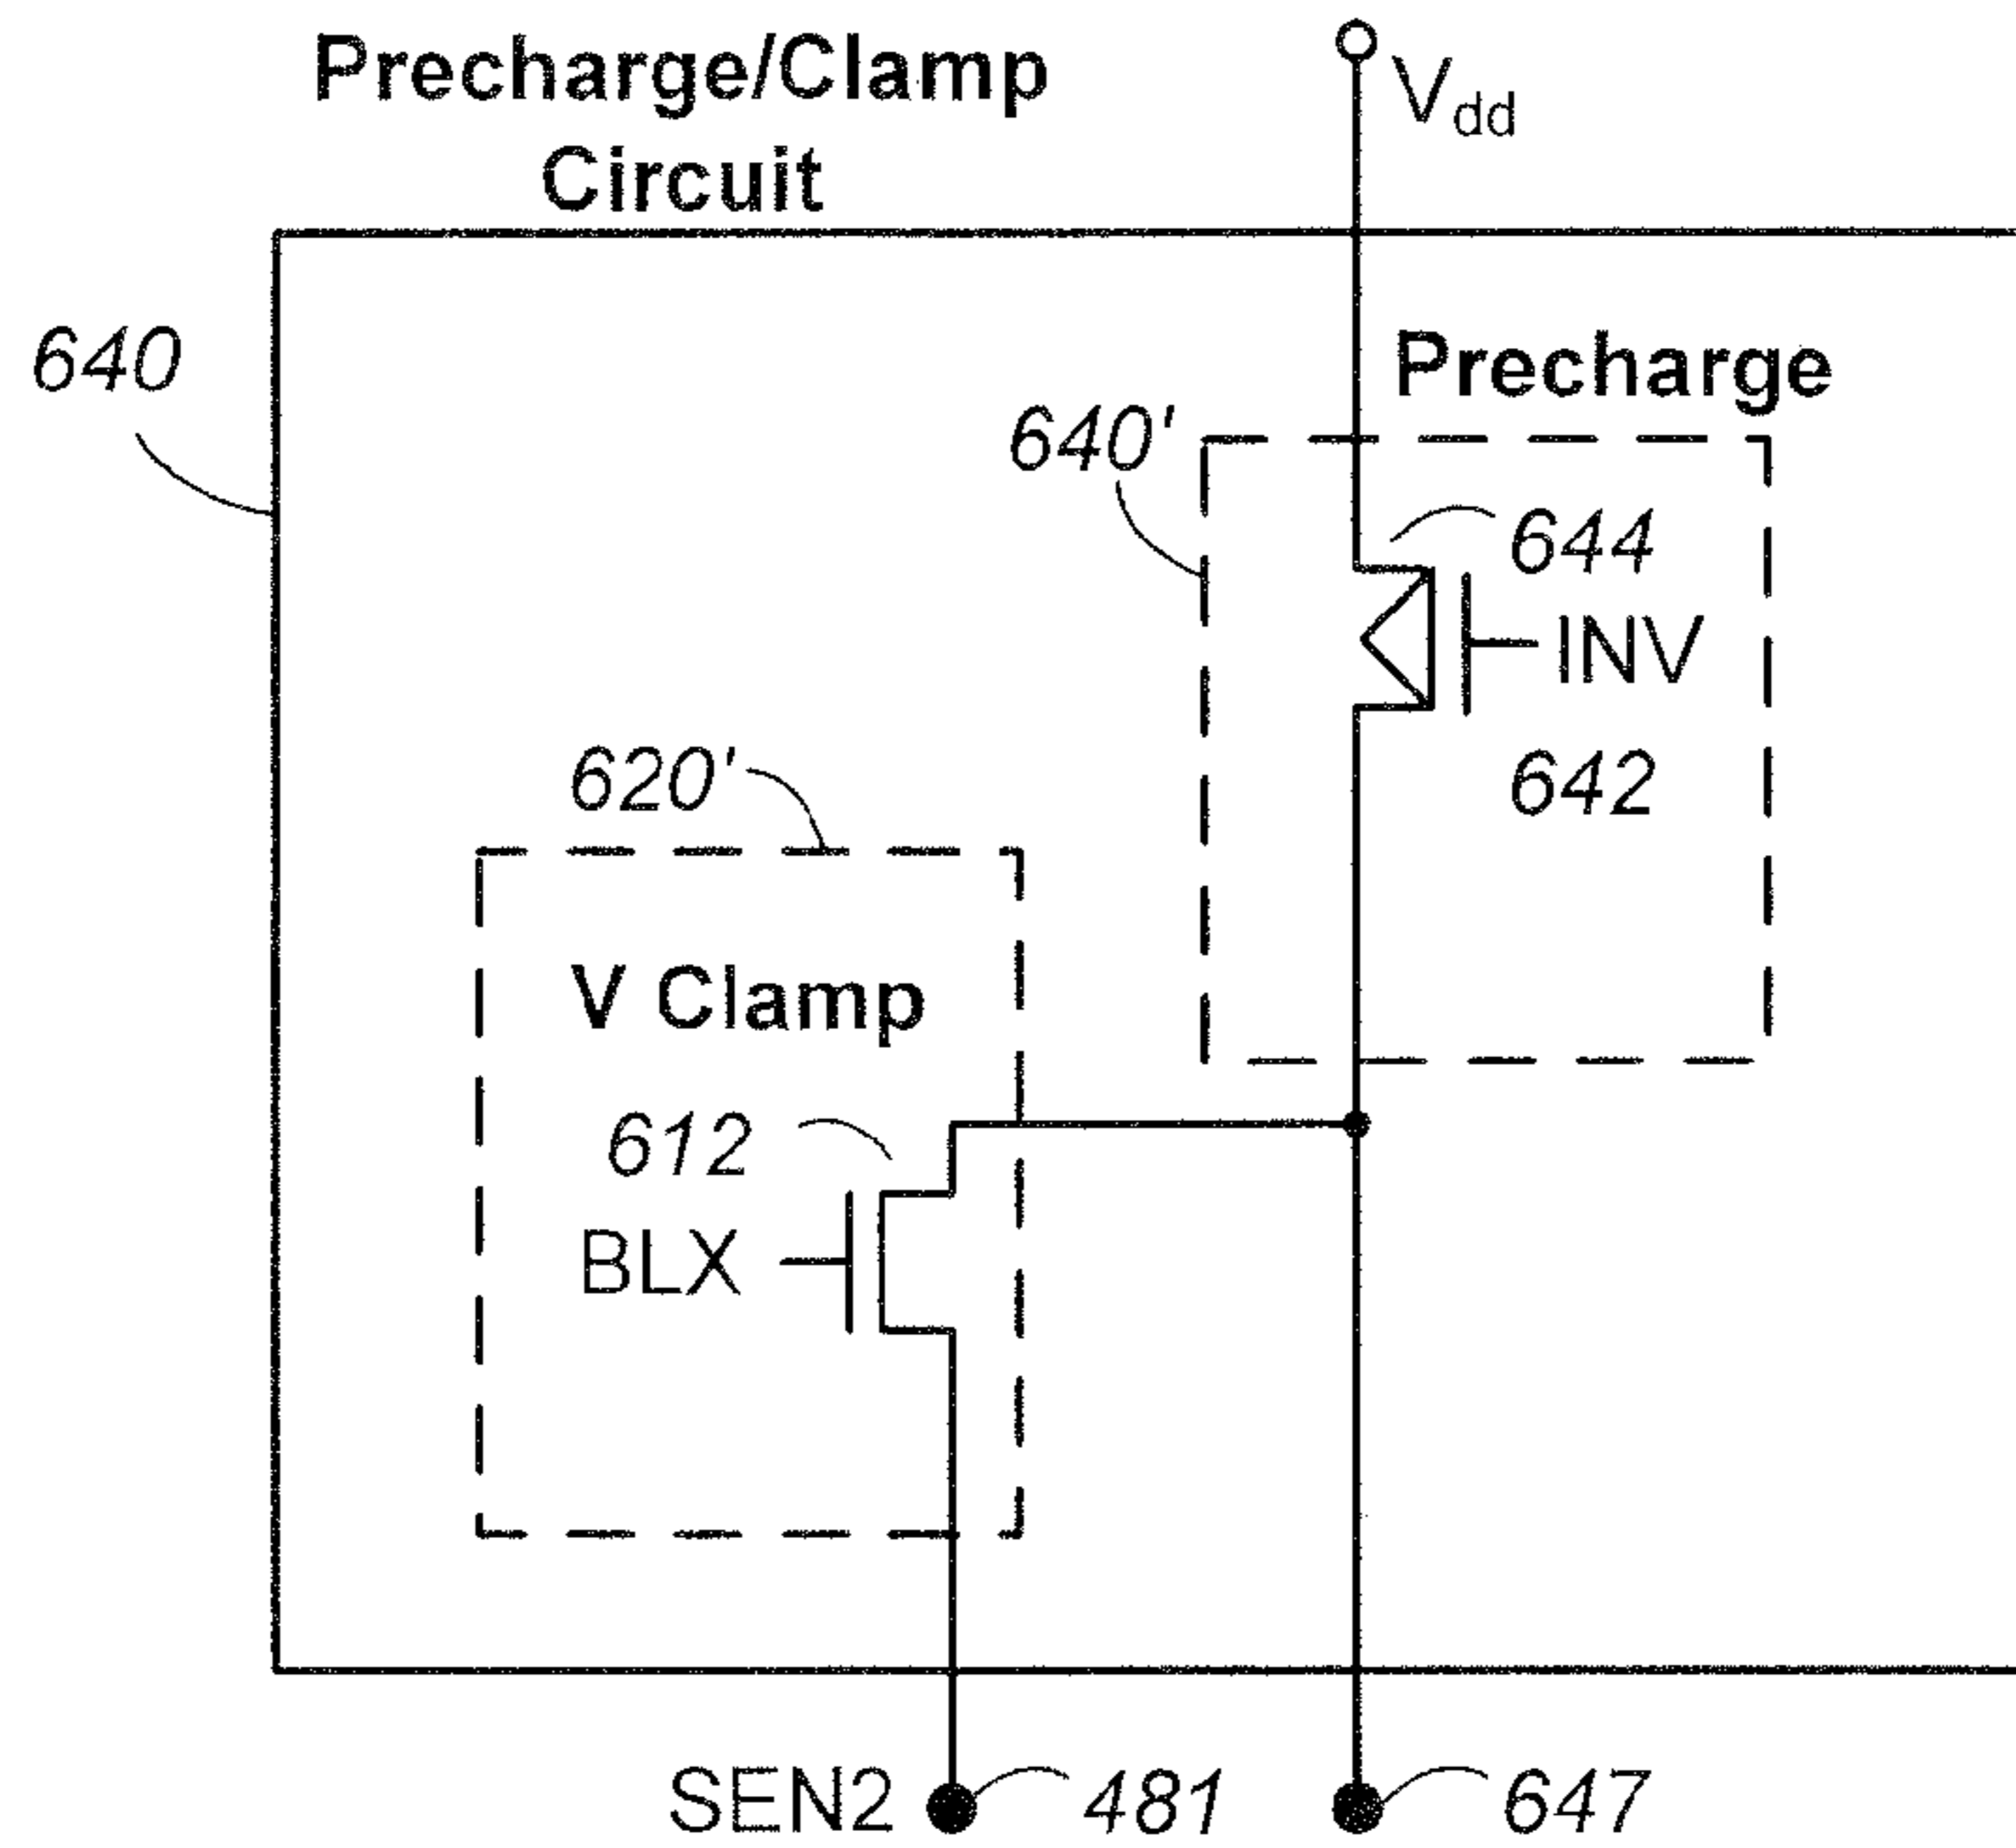 Precharge/Clamp
Circuit
Vdd
640
Precharge
640'
644
INV
642
620'
V Clamp
612
BLX
SEN2
481
647